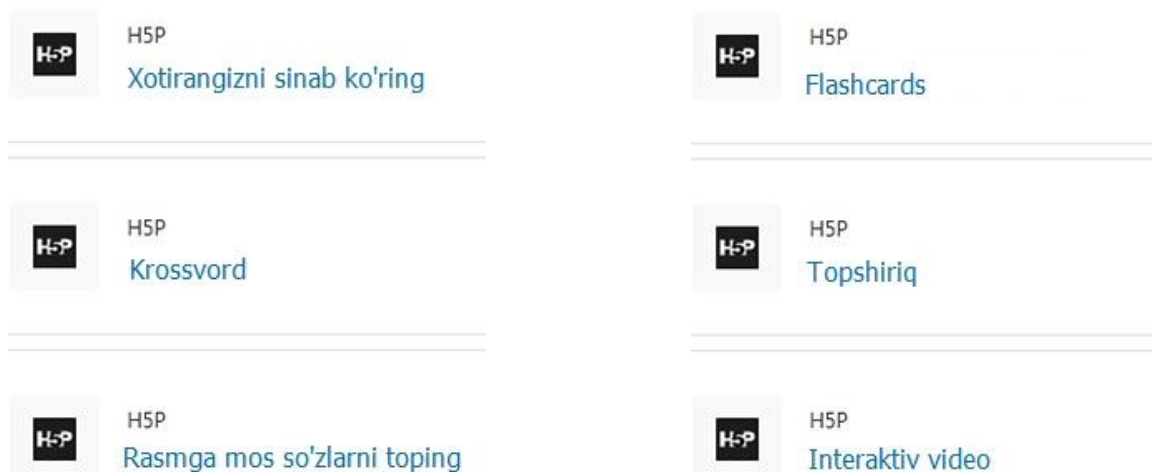 H5P
H5P
Xotirangizni sinab ko'ring
H5P
H5P
Flashcards
H5P
H5P
Krossvord
H5P
H5P
Topshiriq
H5P
H5P
Rasmga mos so'zlarni toping
H5P
H5P
Interaktiv video